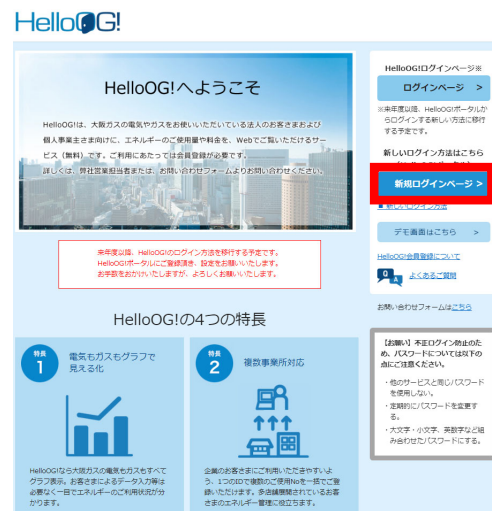 HelloOG!
HelloOG!へようこそ
HelloOG!は、大阪ガスの電気やガスをお使いいただいている法人のお客さまおよび
個人事業主さま向けに、エネルギーのご使用量や料金を、Webでご覧いただけるサー
ビス（無料）です。ご利用にあたっては会員登録が必要です。
詳しくは、弊社営業担当者または、お問い合わせフォームよりお問い合わせください。
来年度以降、HelloOG!のログイン方法を移行する予定です。
HelloOG!ポータルにご登録頂き、設定をお願いいたします。
お手数をおかけいたしますが、よろしくお願いいたします。
HelloOG!の4つの特長
特長
1
電気もガスもグラフで
見える化
HelloOG!なら大阪ガスの電気もガスもすべて
グラフ表示。お客さまによるデータ入力等は
必要なく一目でエネルギーのご利用状況が分
かります。
特長
2
複数事業所対応
企業のお客さまにご利用いただきやすいよ
う、1つのIDで複数のご使用Noを一括でご登
録いただけます。多店舗展開されているお客
さまのエネルギー管理に役立ちます。
HelloOG!ログインページ※
ログインページ >
※来年度以降、HelloOG!ポータルか
らログインする新しい方法に移行
する予定です。
新しいログイン方法はこちら
新規ログインページ >
■ 新しいログイン方法
デモ画面はこちら >
HelloOG!会員登録について
Q A よくあるご質問
お問い合わせフォームはこちら
【お願い】不正ログイン防止のた
め、パスワードについては以下の
点にご注意ください。
・他のサービスと同じパスワード
を使用しない。
・定期的にパスワードを変更す
る。
・大文字・小文字、英数字など組
み合わせたパスワードにする。